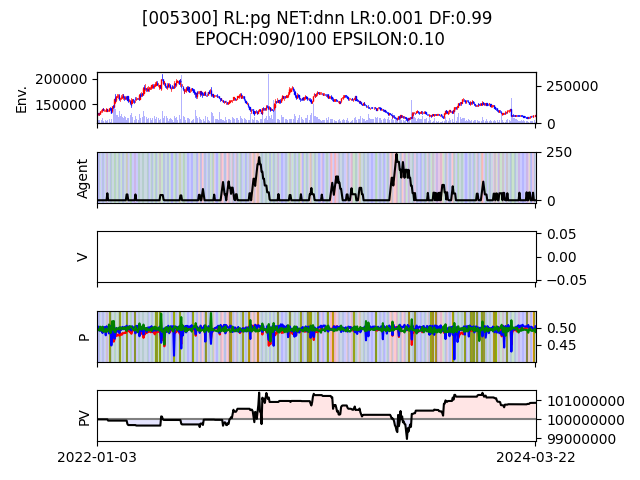 [005300] RL:pg NET:dnn LR:0.001 DF:0.99
EPOCH:090/100 EPSILON:0.10
Env.
200000
150000
250000
0
Agent
250
0
V
0.05
0.00
−0.05
P
0.50
0.45
PV
101000000
100000000
99000000
2022-01-03
2024-03-22